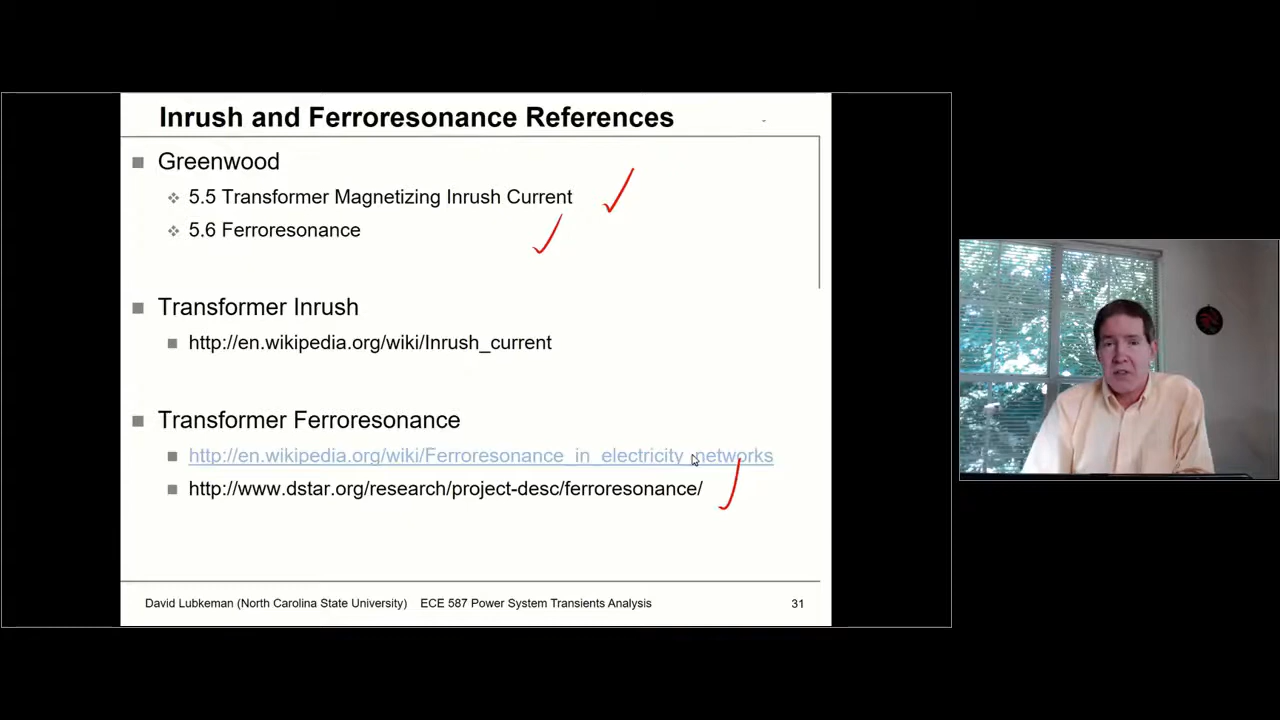 Inrush and Ferroresonance References
Greenwood
5.5 Transformer Magnetizing Inrush Current
5.6 Ferroresonance
Transformer Inrush
http://en.wikipedia.org/wiki/Inrush_current
Transformer Ferroresonance
http://en.wikipedia.org/wiki/Ferroresonance_in_electricity_networks
http://www.dstar.org/research/project-desc/ferroresonance/
David Lubkeman (North Carolina State University) ECE 587 Power System Transients Analysis 31